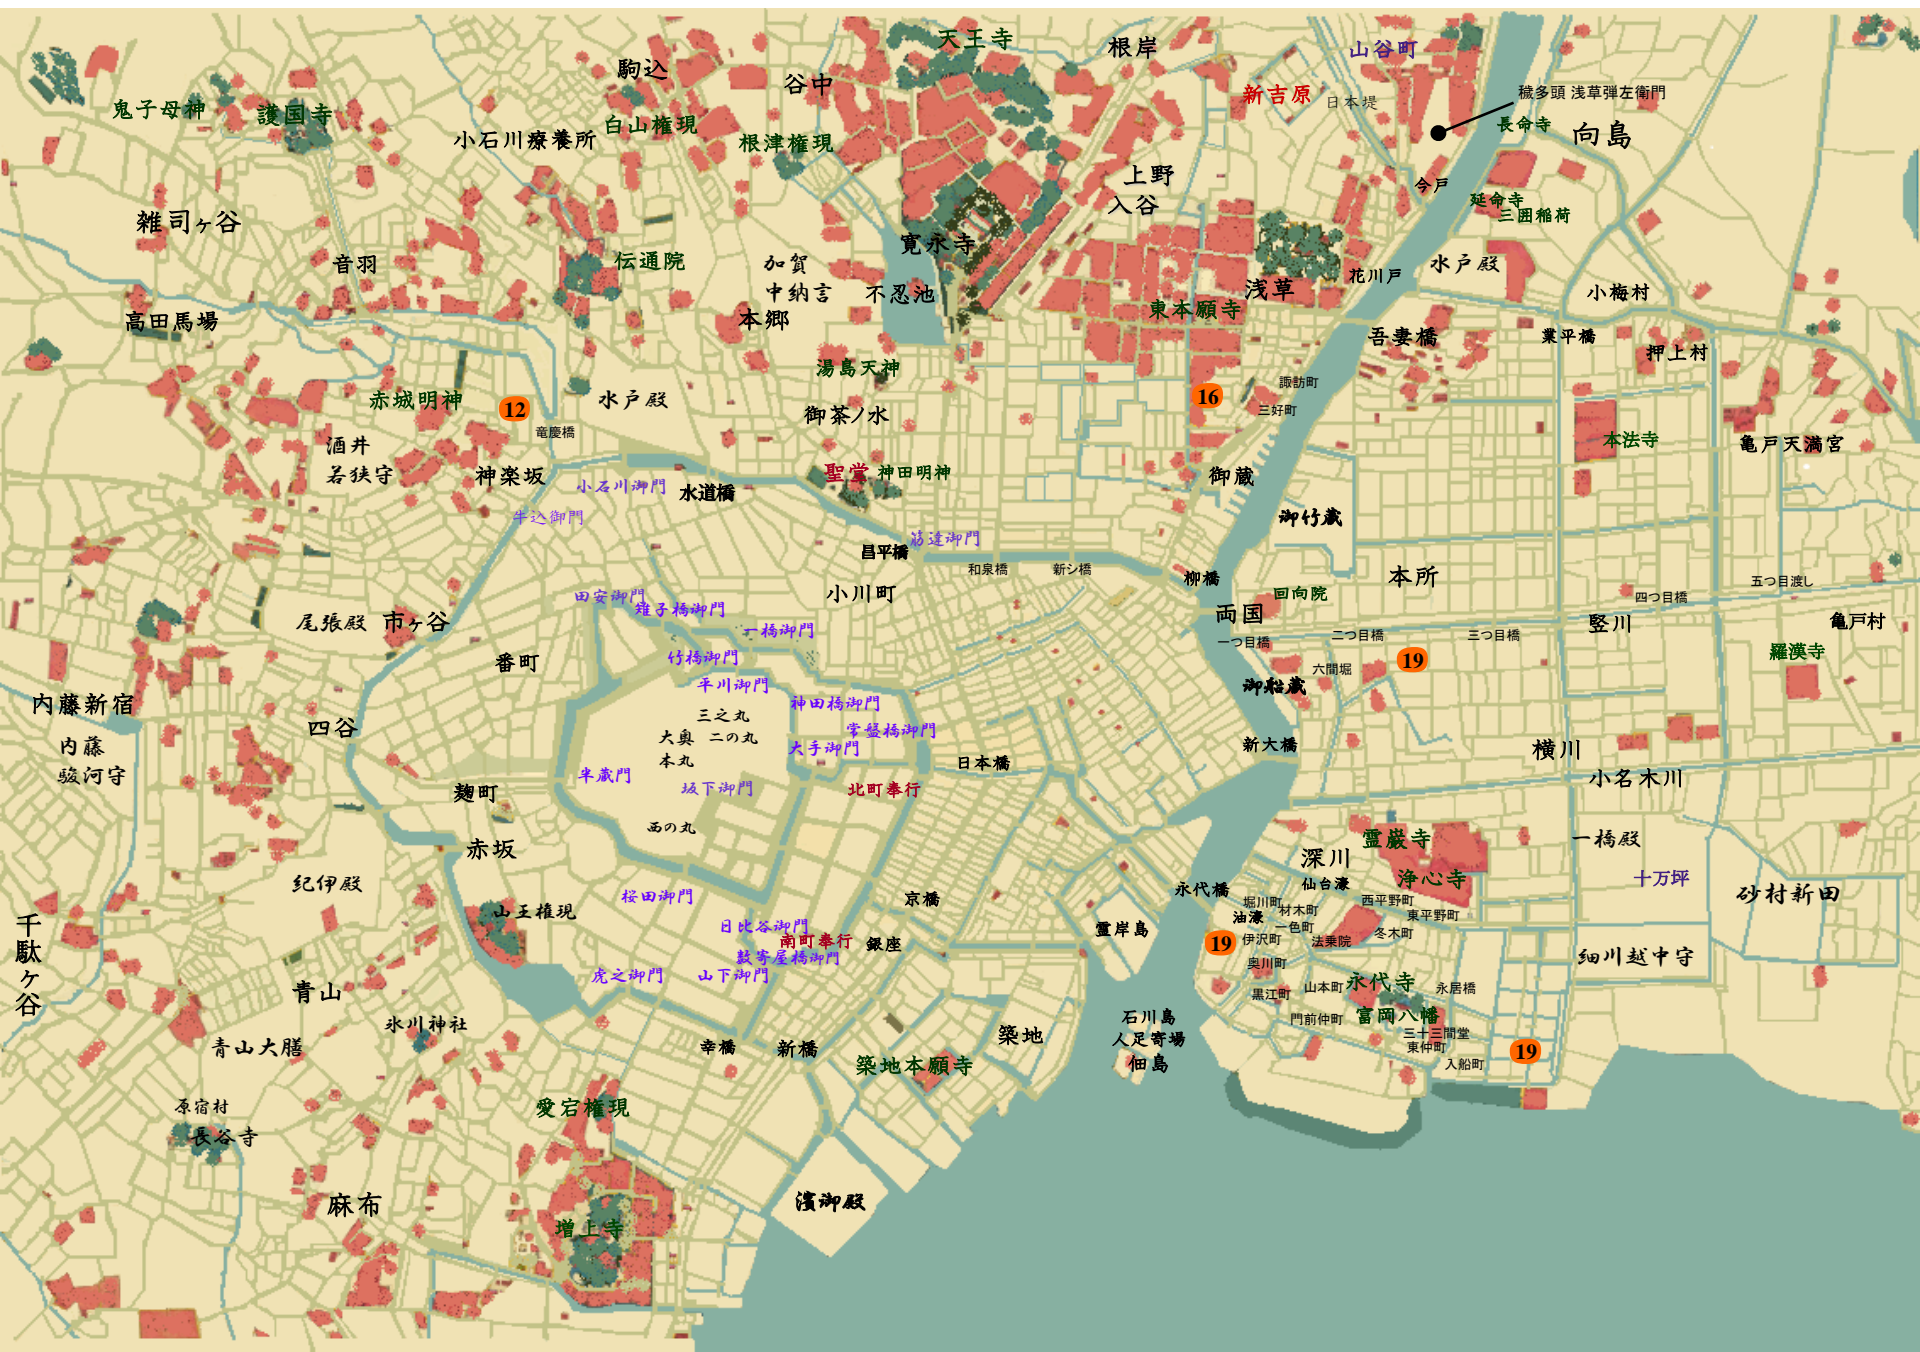 天王寺
根岸
山谷町
駒込
谷中
新吉原
日本堤
穢多頭 浅草弾左衛門
鬼子母神
護国寺
小石川療養所
白山権現
根津権現
長命寺
向島
上野
入谷
今戸
延命寺
三囲稲荷
雑司ヶ谷
音羽
伝通院
加賀
中納言
寛永寺
不忍池
浅草
花川戸
水戸殿
小梅村
高田馬場
本郷
東本願寺
吾妻橋
業平橋
押上村
湯島天神
諏訪町
三好町
赤城明神
12
竜慶橋
水戸殿
御茶ノ水
16
本法寺
亀戸天満宮
酒井
若狭守
神楽坂
小石川御門
水道橋
聖堂
神田明神
御蔵
牛込御門
御竹蔵
筋違御門
昌平橋
和泉橋
新シ橋
柳橋
本所
五つ目渡し
小川町
田安御門
雉子橋御門
一橋御門
両国
回向院
四つ目橋
竪川
亀戸村
尾張殿
市ヶ谷
一つ目橋
二つ目橋
三つ目橋
番町
竹橋御門
平川御門
六間堀
19
羅漢寺
御船蔵
内藤新宿
内藤
駿河守
四谷
神田橋御門
三之丸
大奥
二の丸
本丸
常盤橋御門
大手御門
新大橋
横川
小名木川
日本橋
半蔵門
坂下御門
北町奉行
麹町
西の丸
赤坂
霊巌寺
一橋殿
深川
浄心寺
十万坪
砂村新田
紀伊殿
桜田御門
京橋
永代橋
仙台濠
堀川町
材木町
西平野町
東平野町
油濠
一色町
千駄ヶ谷
山王権現
日比谷御門
南町奉行
銀座
霊岸島
19
伊沢町
法乗院
冬木町
数寄屋橋御門
細川越中守
虎之御門
山下御門
奥川町
永代寺
青山
黒江町
山本町
永居橋
氷川神社
石川島
人足寄場
佃島
門前仲町
富岡八幡
三十三間堂
東仲町
入船町
19
青山大膳
幸橋
新橋
築地
築地本願寺
原宿村
長谷寺
愛宕権現
麻布
増上寺
濱御殿